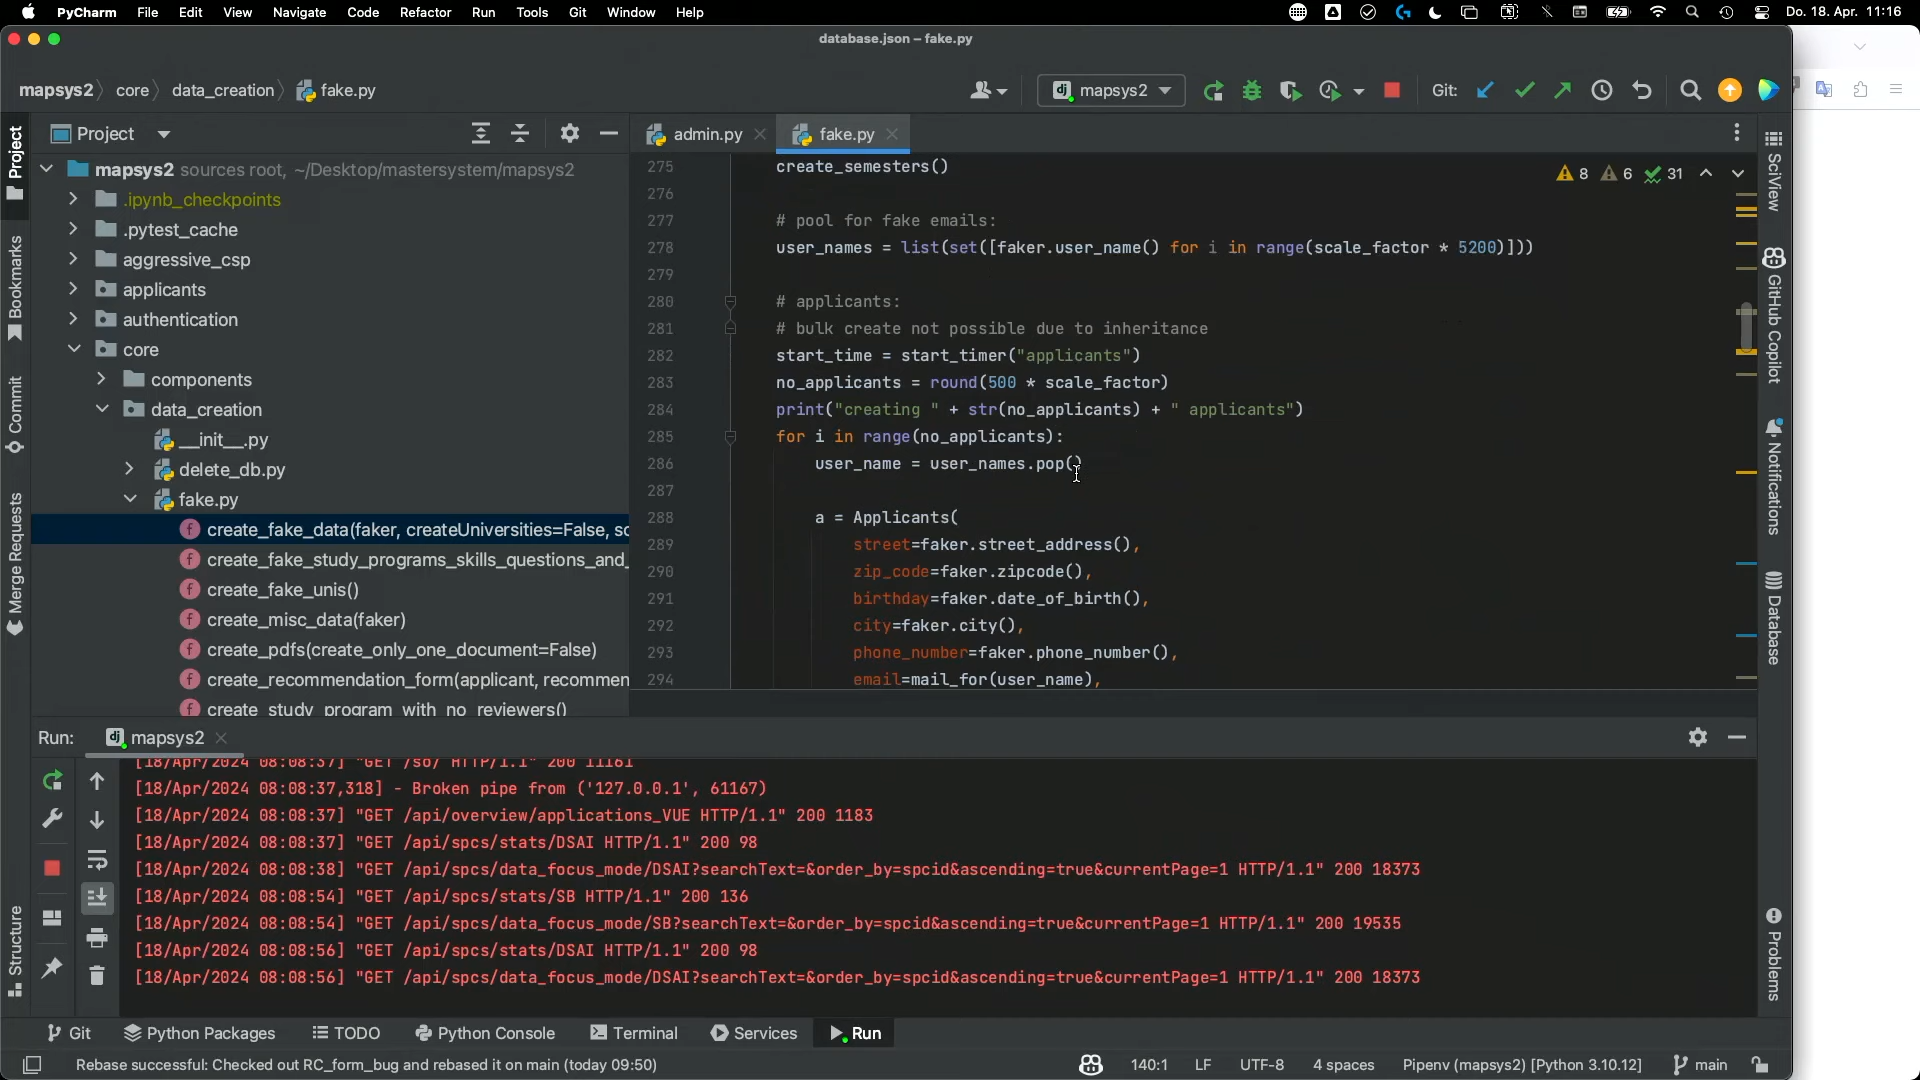 PyCharm File Edit View Navigate Code Refactor Run Tools Git Window Help Do. 18. Apr. 11:16
database.json – fake.py
mapsys2 core data_creation fake.py mapsys2 Git:
Project admin.py fake.py
mapsys2 sources root, ~/Desktop/mastersystem/mapsys2
.ipynb_checkpoints
.pytest_cache
aggressive_csp
applicants
authentication
core
components
data_creation
__init__.py
delete_db.py
fake.py
create_fake_data(faker, createUniversities=False, sc
create_fake_study_programs_skills_questions_and_
create_fake_unis()
create_misc_data(faker)
create_pdfs(create_only_one_document=False)
create_recommendation_form(applicant, recommen
create_study_program_with_no_reviewers()
8 6 31
275 create_semesters()
276
277 # pool for fake emails:
278 user_names = list(set([faker.user_name() for i in range(scale_factor * 5200)]))
279
280 # applicants:
281 # bulk create not possible due to inheritance
282 start_time = start_timer("applicants")
283 no_applicants = round(500 * scale_factor)
284 print("creating " + str(no_applicants) + " applicants")
285 for i in range(no_applicants):
286 user_name = user_names.pop()
287
288 a = Applicants(
289 street=faker.street_address(),
290 zip_code=faker.zipcode(),
291 birthday=faker.date_of_birth(),
292 city=faker.city(),
293 phone_number=faker.phone_number(),
294 email=mail_for(user_name),
Project
Bookmarks
Commit
Merge Requests
Structure
SciView
GitHub Copilot
Notifications
Database
Problems
Run: mapsys2
[18/Apr/2024 08:08:37] "GET /so/ HTTP/1.1" 200 11161
[18/Apr/2024 08:08:37,318] - Broken pipe from ('127.0.0.1', 61167)
[18/Apr/2024 08:08:37] "GET /api/overview/applications_VUE HTTP/1.1" 200 1183
[18/Apr/2024 08:08:37] "GET /api/spcs/stats/DSAI HTTP/1.1" 200 98
[18/Apr/2024 08:08:38] "GET /api/spcs/data_focus_mode/DSAI?searchText=&order_by=spcid&ascending=true&currentPage=1 HTTP/1.1" 200 18373
[18/Apr/2024 08:08:54] "GET /api/spcs/stats/SB HTTP/1.1" 200 136
[18/Apr/2024 08:08:54] "GET /api/spcs/data_focus_mode/SB?searchText=&order_by=spcid&ascending=true&currentPage=1 HTTP/1.1" 200 19535
[18/Apr/2024 08:08:56] "GET /api/spcs/stats/DSAI HTTP/1.1" 200 98
[18/Apr/2024 08:08:56] "GET /api/spcs/data_focus_mode/DSAI?searchText=&order_by=spcid&ascending=true&currentPage=1 HTTP/1.1" 200 18373
Git Python Packages TODO Python Console Terminal Services Run
Rebase successful: Checked out RC_form_bug and rebased it on main (today 09:50) 140:1 LF UTF-8 4 spaces Pipenv (mapsys2) [Python 3.10.12] main